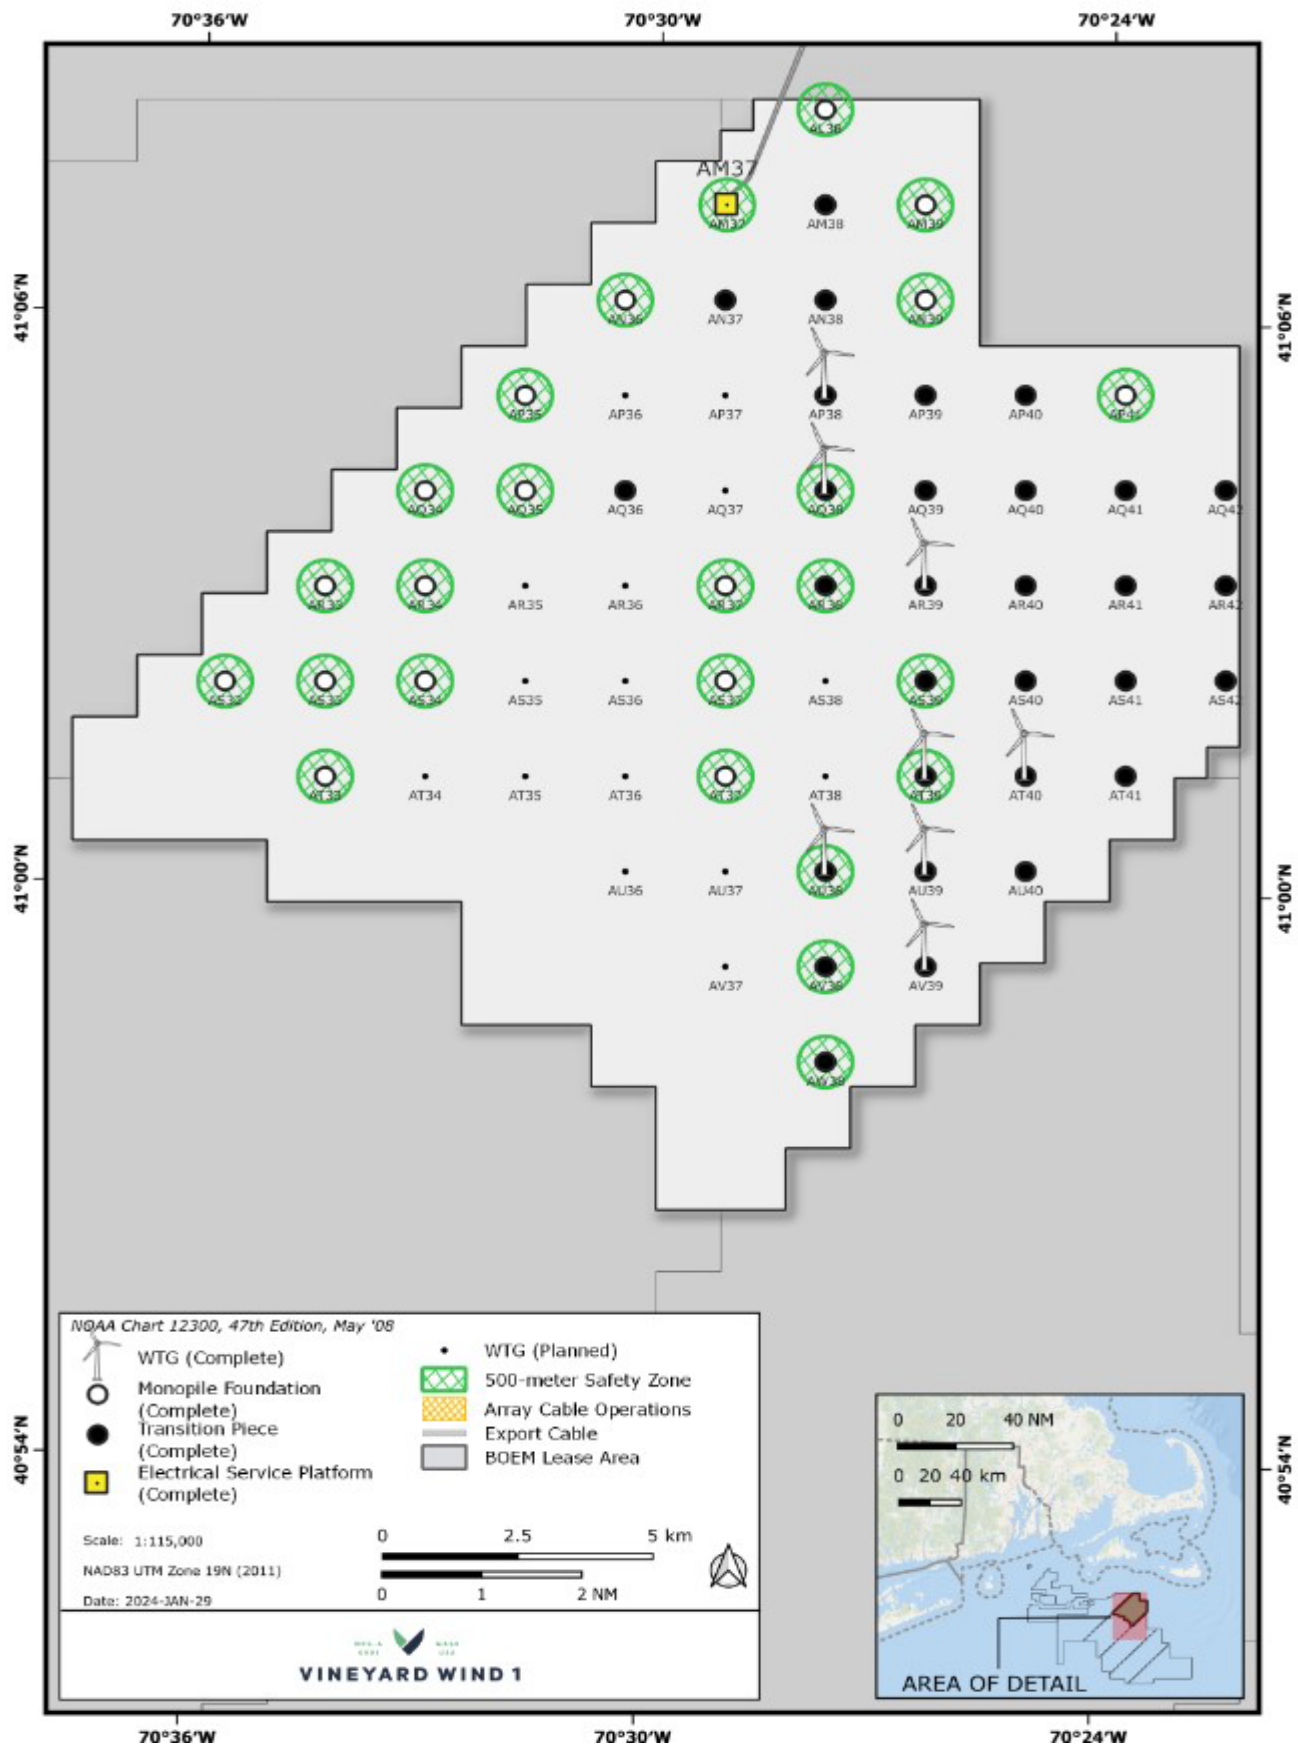 70°36'W 70°30'W 70°24'W
AL38
AM37
AM37 AM38 AM39
41°06'N 41°06'N
AN36 AN37 AN38 AN39
AP35 AP36 AP37 AP38 AP39 AP40 AP41
AQ34 AQ35 AQ36 AQ37 AQ38 AQ39 AQ40 AQ41 AQ42
AR33 AR34 AR35 AR36 AR37 AR38 AR39 AR40 AR41 AR42
AS32 AS33 AS34 AS35 AS36 AS37 AS38 AS39 AS40 AS41 AS42
AT33 AT34 AT35 AT36 AT37 AT38 AT39 AT40 AT41
41°00'N 41°00'N
AU36 AU37 AU38 AU39 AU40
AV37 AV38 AV39
AW38
NOAA Chart 12300, 47th Edition, May '08
WTG (Complete)
Monopile Foundation
(Complete)
Transition Piece
(Complete)
Electrical Service Platform
(Complete)
WTG (Planned)
500-meter Safety Zone
Array Cable Operations
Export Cable
BOEM Lease Area
40°54'N 40°54'N
Scale: 1:115,000
NAD83 UTM Zone 19N (2011)
Date: 2024-JAN-29
0 2.5 5 km
0 1 2 NM
VINEYARD WIND 1
0 20 40 NM
0 20 40 km
AREA OF DETAIL
70°36'W 70°30'W 70°24'W